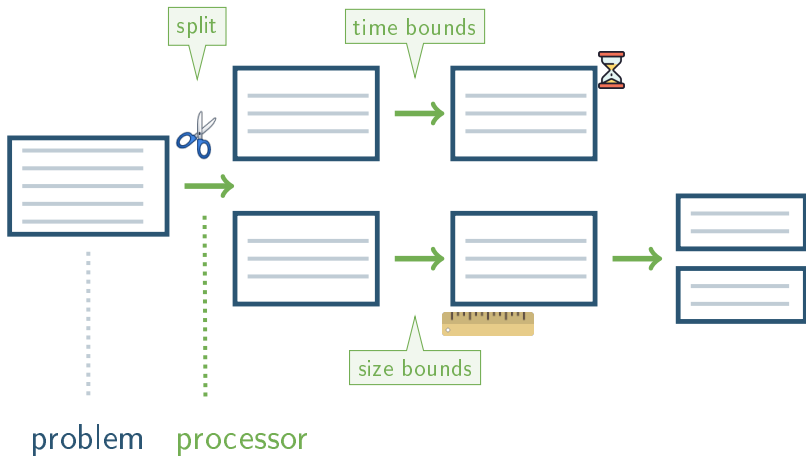 split
time bounds
size bounds
problem
processor